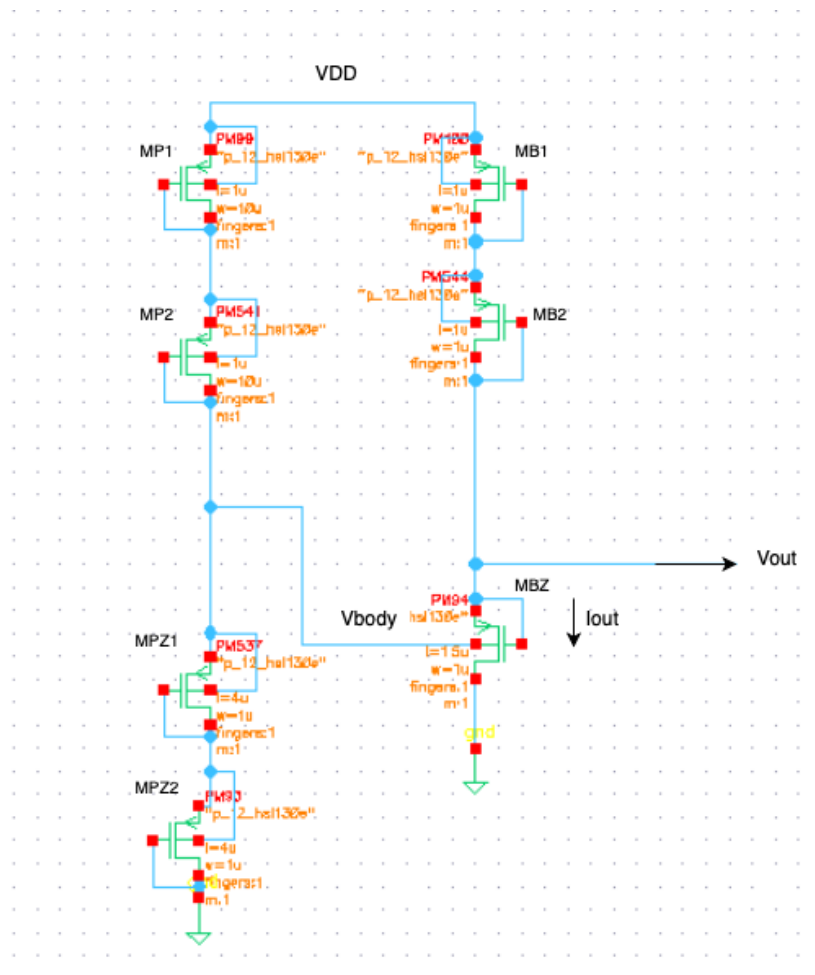 VDD
MP1
PM99
"p_12_hsl130e"
l=1u
w=10u
fingers:1
m:1
PM100
"p_12_hsl130e"
MB1
l=1u
w=1u
fingers:1
m:1
MP2
PM541
"p_12_hsl130e"
l=1u
w=10u
fingers:1
m:1
PM544
"p_12_hsl130e"
MB2
l=1u
w=1u
fingers:1
m:1
Vout
MPZ1
PM537
"p_12_hsl130e"
l=4u
w=1u
fingers:1
m:1
Vbody
PM94
hsl130e"
MBZ
Iout
w=1u
fingers:1
m:1
gnd
MPZ2
PM93
"p_12_hsl130e"
l=4u
w=1u
fingers:1
m:1